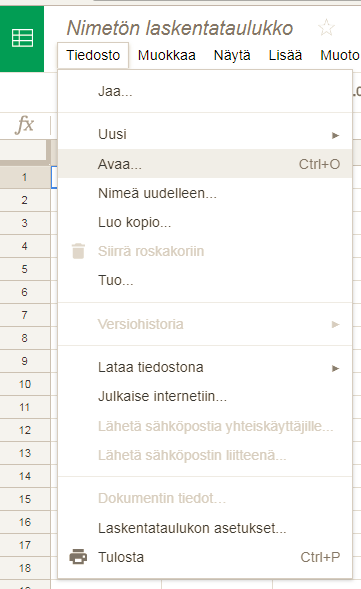 Nimetön laskentataulukko
Tiedosto Muokkaa Näytä Lisää Muoto
Jaa...
fx
Uusi
Avaa... Ctrl+O
1
Nimeä uudelleen...
2
Luo kopio...
3
Siirrä roskakoriin
4
5
Tuo...
6
Versiohistoria
7
8
Lataa tiedostona
9
10
Julkaise internetiin...
11
Lähetä sähköpostia yhteiskäyttäjille...
12
Lähetä sähköpostin liitteenä...
13
14
Dokumentin tiedot...
15
Laskentataulukon asetukset...
16
Tulosta Ctrl+P
17
18